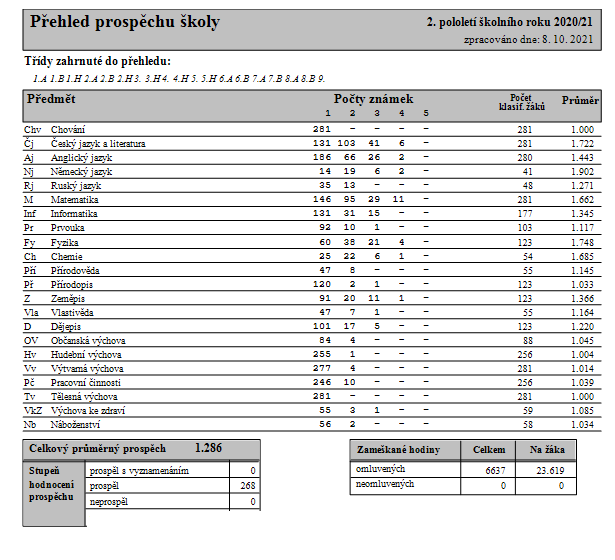 Přehled prospěchu školy
2. pololetí školního roku 2020/21
zpracováno dne: 8. 10. 2021
Třídy zahrnuté do přehledu:
1.A 1.B 1.H 2.A 2.B 2.H 3. 3.H 4. 4.H 5. 5.H 6.A 6.B 7.A 7.B 8.A 8.B 9.
Předmět Počty známek Počet klasif. žáků Průměr
1 2 3 4 5
Chv Chování 281 – – – – 281 1.000
Čj Český jazyk a literatura 131 103 41 6 – 281 1.722
Aj Anglický jazyk 186 66 26 2 – 280 1.443
Nj Německý jazyk 14 19 6 2 – 41 1.902
Rj Ruský jazyk 35 13 – – – 48 1.271
M Matematika 146 95 29 11 – 281 1.662
Inf Informatika 131 31 15 – – 177 1.345
Pr Prvouka 92 10 1 – – 103 1.117
Fy Fyzika 60 38 21 4 – 123 1.748
Ch Chemie 25 22 6 1 – 54 1.685
Pří Přírodověda 47 8 – – – 55 1.145
Př Přírodopis 120 2 1 – – 123 1.033
Z Zeměpis 91 20 11 1 – 123 1.366
Vla Vlastivěda 47 7 1 – – 55 1.164
D Dějepis 101 17 5 – – 123 1.220
OV Občanská výchova 84 4 – – – 88 1.045
Hv Hudební výchova 255 1 – – – 256 1.004
Vv Výtvarná výchova 277 4 – – – 281 1.014
Pč Pracovní činnosti 246 10 – – – 256 1.039
Tv Tělesná výchova 281 – – – – 281 1.000
VkZ Výchova ke zdraví 55 3 1 – – 59 1.085
Nb Náboženství 56 2 – – – 58 1.034
Celkový průměrný prospěch 1.286
Stupeň hodnocení prospěchu
prospěl s vyznamenáním 0
prospěl 268
neprospěl 0
Zameškané hodiny Celkem Na žáka
omluvených 6637 23.619
neomluvených 0 0